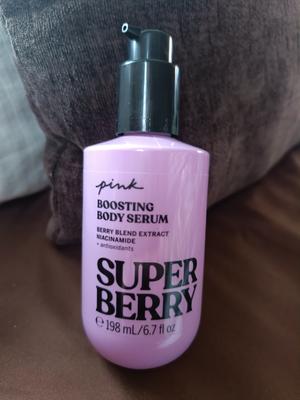 pink
BOOSTING
BODY SERUM
BERRY BLEND EXTRACT
NIACINAMIDE
+ antioxidants
SUPER
BERRY
℮ 198 mL/6.7 fl oz